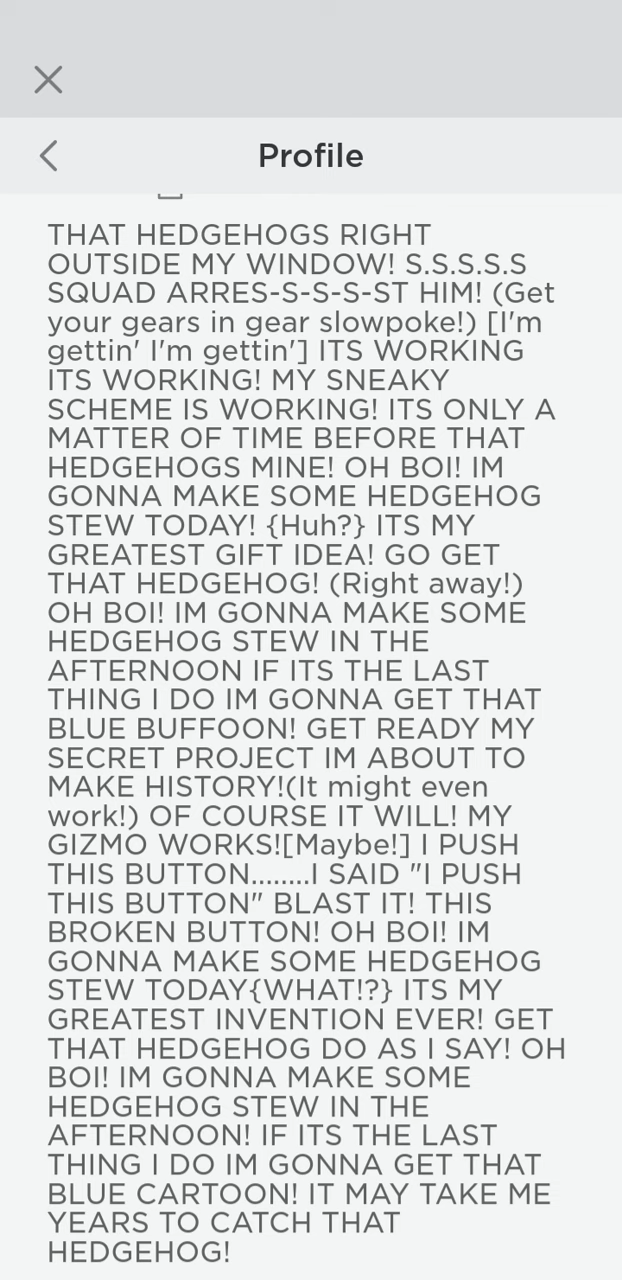 Profile
THAT HEDGEHOGS RIGHT
OUTSIDE MY WINDOW! S.S.S.S.S
SQUAD ARRES-S-S-S-ST HIM! (Get
your gears in gear slowpoke!) [I'm
gettin' I'm gettin'] ITS WORKING
ITS WORKING! MY SNEAKY
SCHEME IS WORKING! ITS ONLY A
MATTER OF TIME BEFORE THAT
HEDGEHOGS MINE! OH BOI! IM
GONNA MAKE SOME HEDGEHOG
STEW TODAY! {Huh?} ITS MY
GREATEST GIFT IDEA! GO GET
THAT HEDGEHOG! (Right away!)
OH BOI! IM GONNA MAKE SOME
HEDGEHOG STEW IN THE
AFTERNOON IF ITS THE LAST
THING I DO IM GONNA GET THAT
BLUE BUFFOON! GET READY MY
SECRET PROJECT IM ABOUT TO
MAKE HISTORY!(It might even
work!) OF COURSE IT WILL! MY
GIZMO WORKS![Maybe!] I PUSH
THIS BUTTON........I SAID "I PUSH
THIS BUTTON" BLAST IT! THIS
BROKEN BUTTON! OH BOI! IM
GONNA MAKE SOME HEDGEHOG
STEW TODAY{WHAT!?} ITS MY
GREATEST INVENTION EVER! GET
THAT HEDGEHOG DO AS I SAY! OH
BOI! IM GONNA MAKE SOME
HEDGEHOG STEW IN THE
AFTERNOON! IF ITS THE LAST
THING I DO IM GONNA GET THAT
BLUE CARTOON! IT MAY TAKE ME
YEARS TO CATCH THAT
HEDGEHOG!